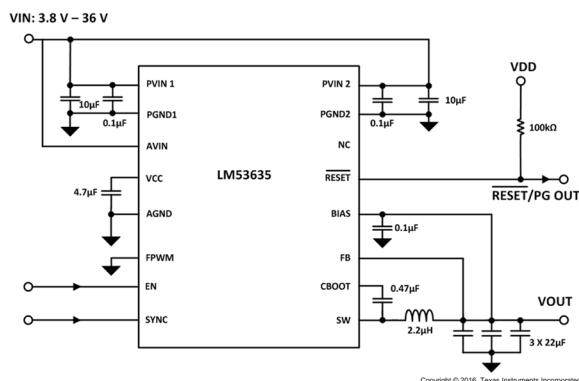 VIN: 3.8 V – 36 V
VDD
PVIN 1
PVIN 2
10µF
0.1µF
0.1µF
10µF
PGND1
PGND2
100kΩ
AVIN
NC
LM53635
VCC
RESET
4.7µF
RESET/PG OUT
AGND
BIAS
0.1µF
FPWM
FB
EN
CBOOT
0.47µF
VOUT
SYNC
SW
2.2µH
3 X 22µF
Copyright © 2016, Texas Instruments Incorporated